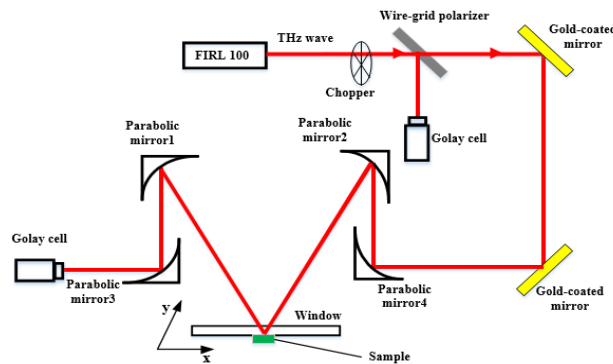 Wire-grid polarizer
Gold-coated
mirror
THz wave
FIRL 100
Chopper
Parabolic
mirror1
Parabolic
mirror2
Golay cell
Golay cell
Parabolic
mirror3
Parabolic
mirror4
Gold-coated
mirror
y
Window
x
Sample